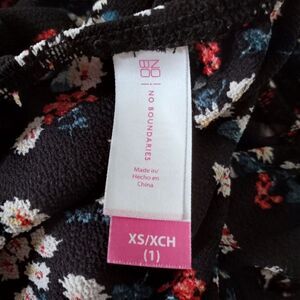 NO
BO
NO BOUNDARIES
Made in/
Hecho en
China
XS/XCH
(1)